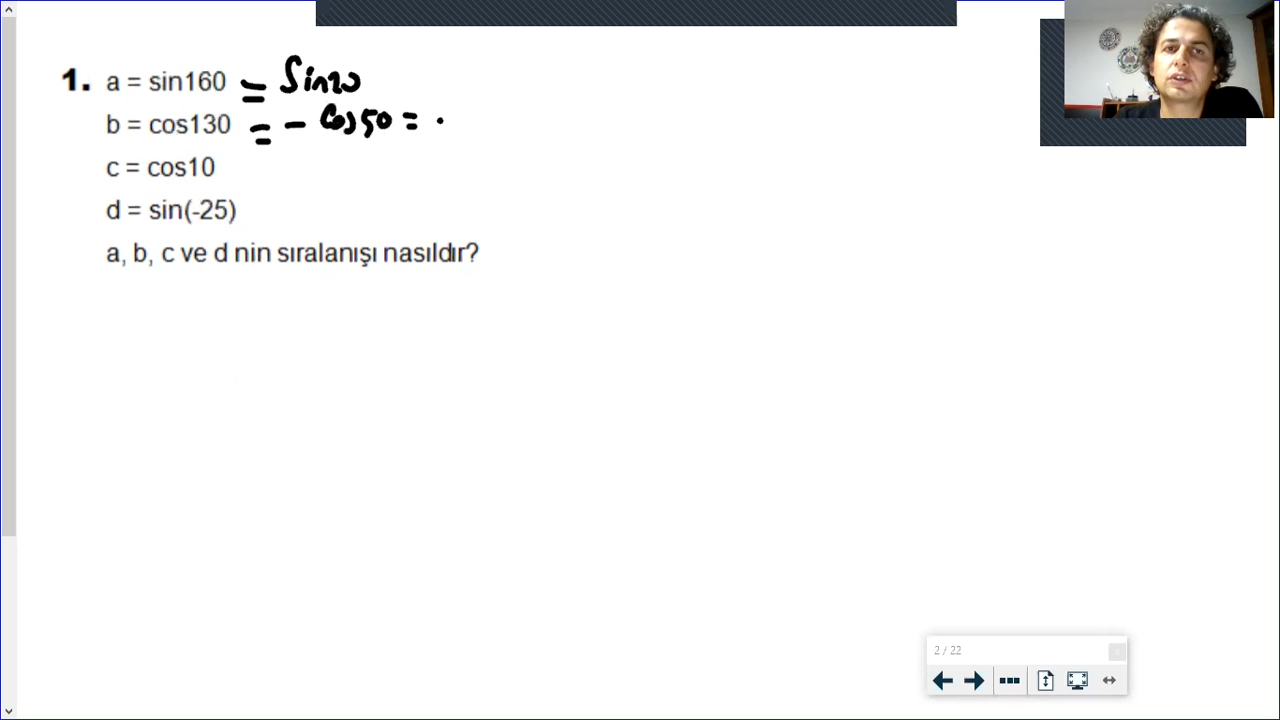 1. a = sin160 = Sin20
b = cos130 = - Cos50 =
c = cos10
d = sin(-25)
a, b, c ve d nin sıralanışı nasıldır?
2 / 22